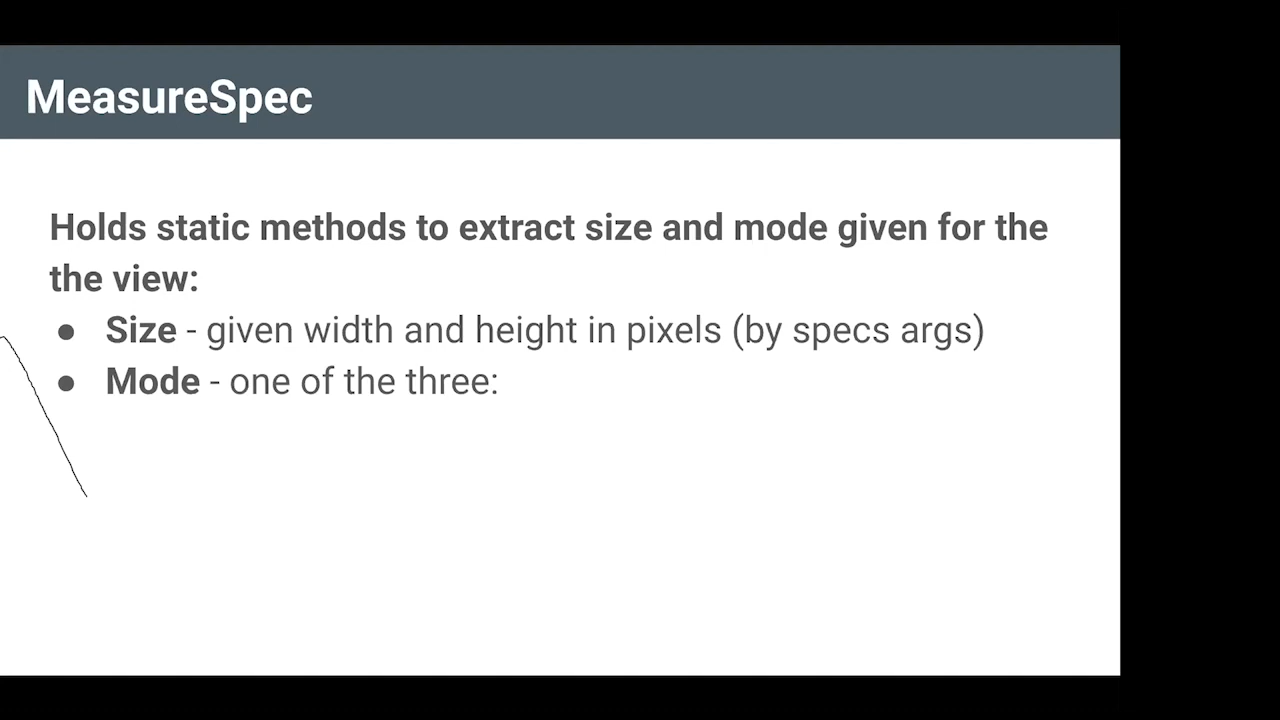 MeasureSpec
Holds static methods to extract size and mode given for the
the view:
● Size - given width and height in pixels (by specs args)
● Mode - one of the three: